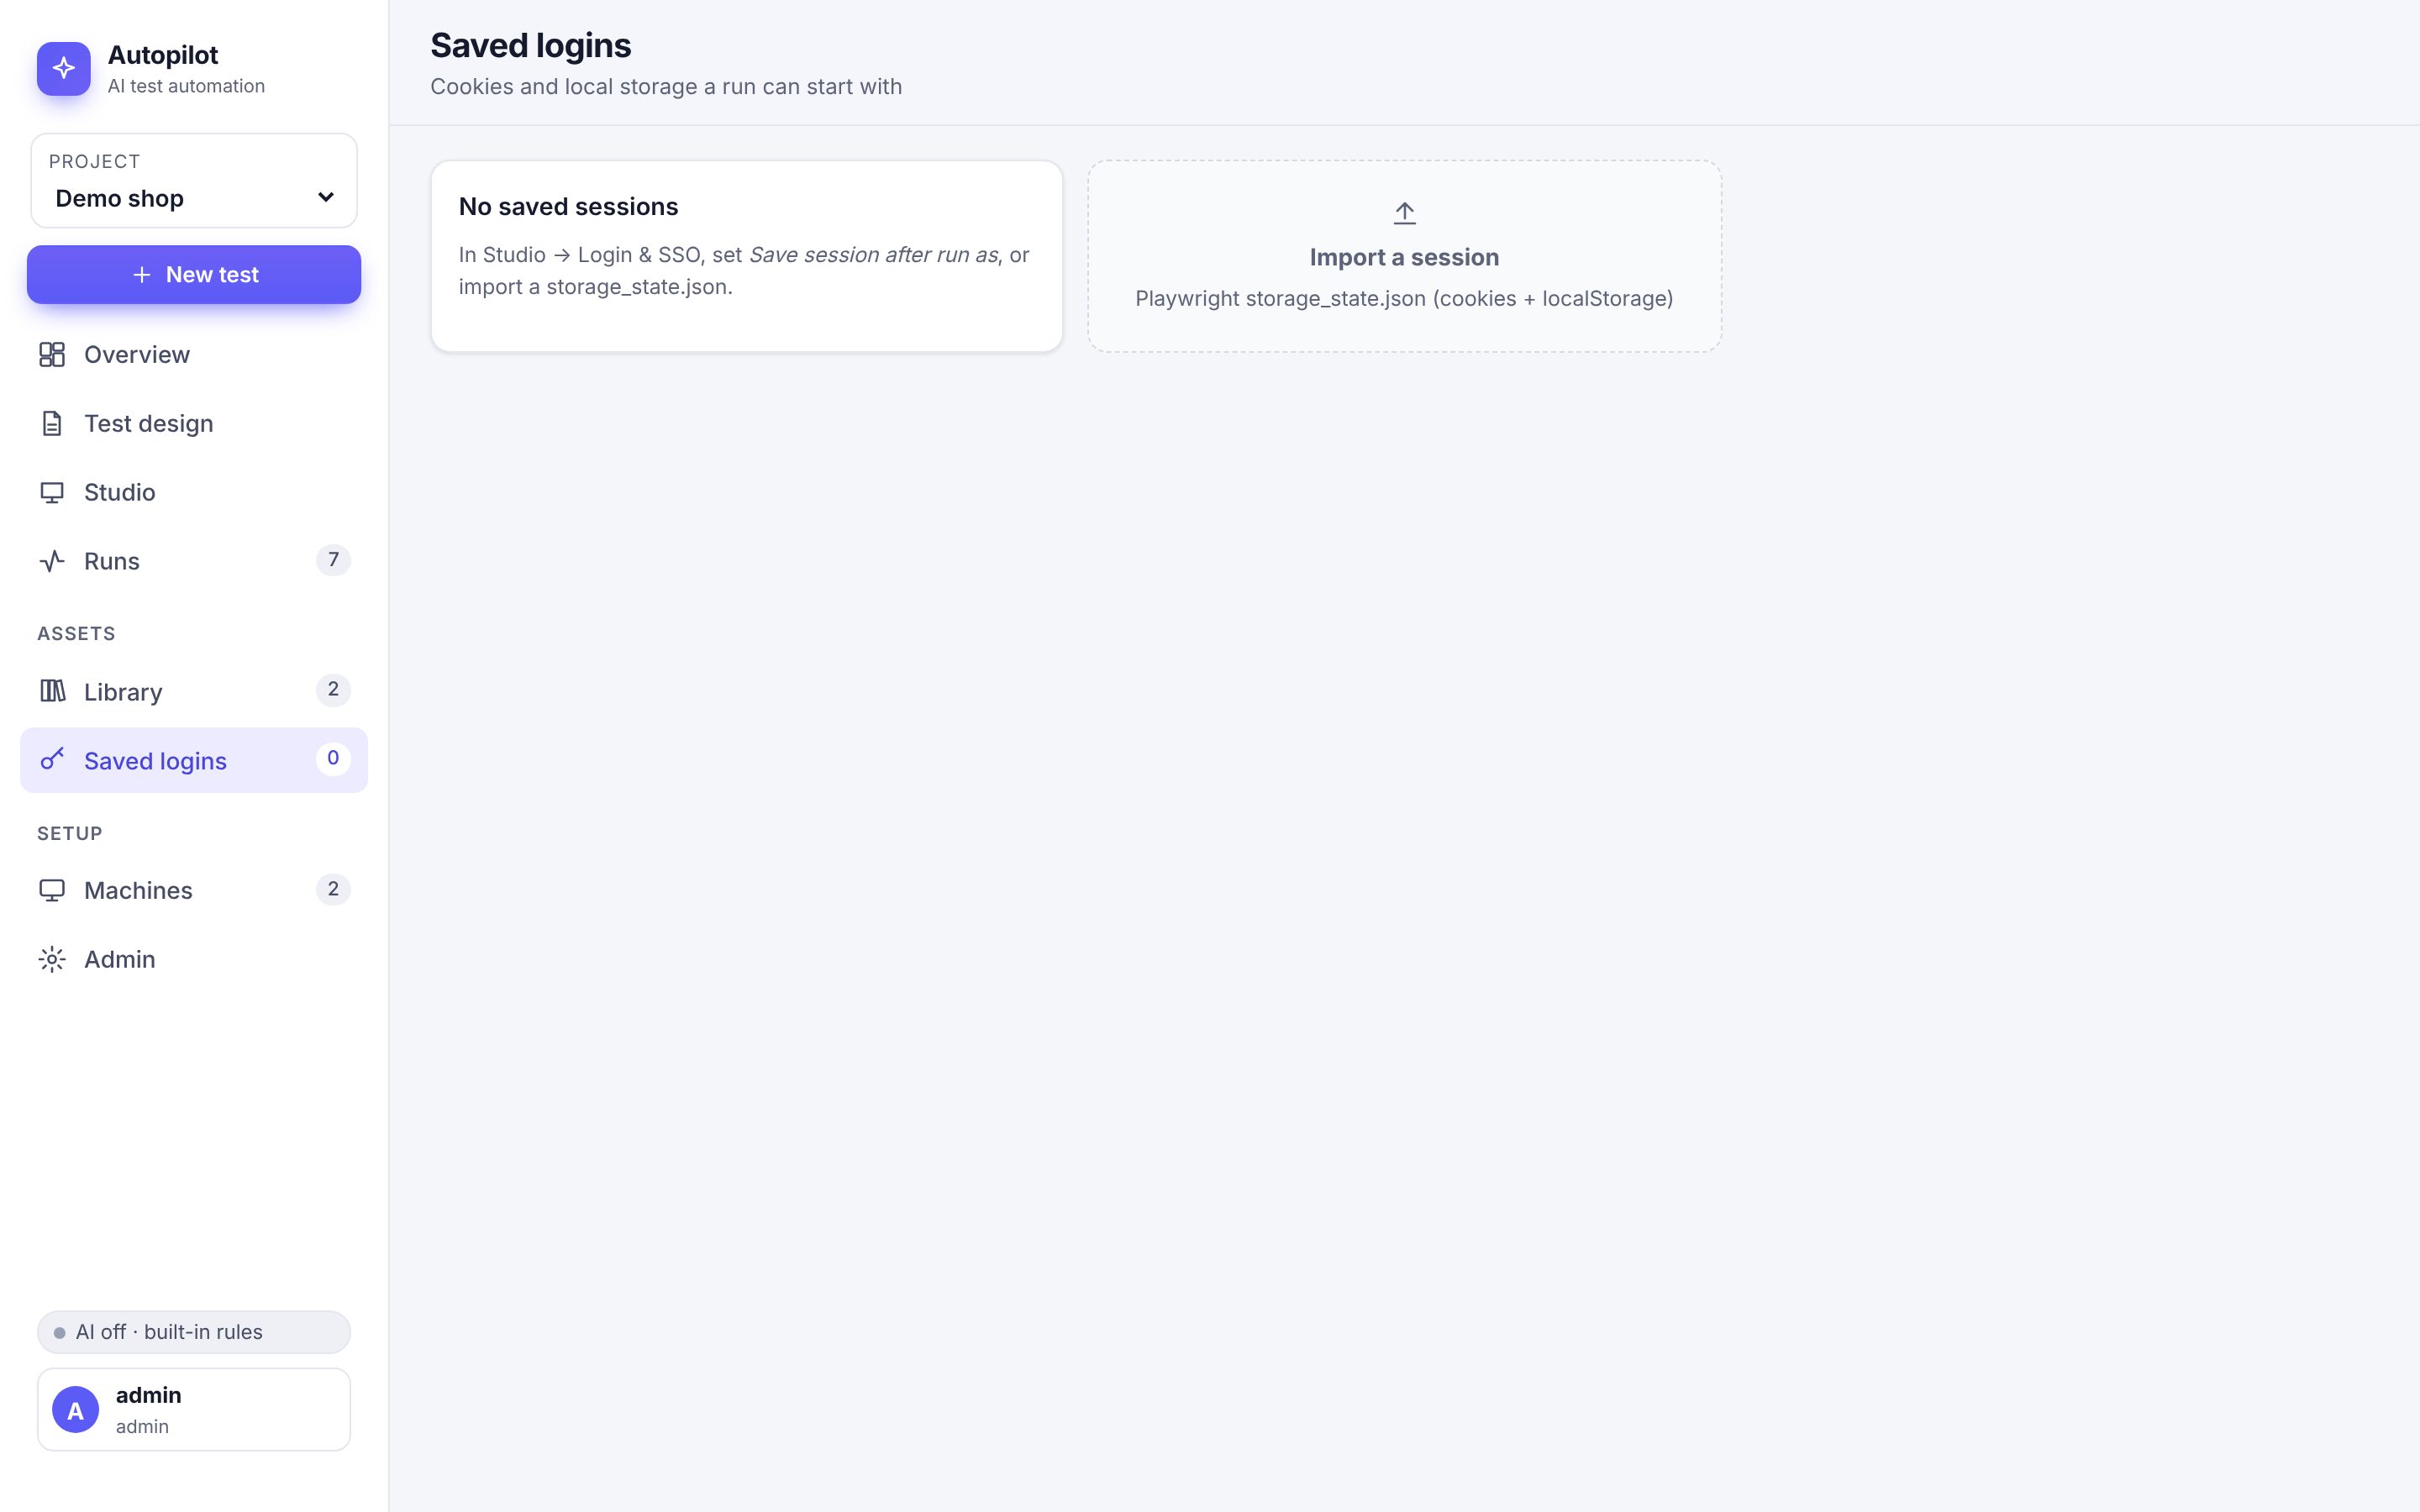 Autopilot
AI test automation
PROJECT
Demo shop
New test
Overview
Test design
Studio
Runs 7
ASSETS
Library 2
Saved logins 0
SETUP
Machines 2
Admin
AI off · built-in rules
A
admin
admin
Saved logins
Cookies and local storage a run can start with
No saved sessions
In Studio → Login & SSO, set Save session after run as, or
import a storage_state.json.
Import a session
Playwright storage_state.json (cookies + localStorage)